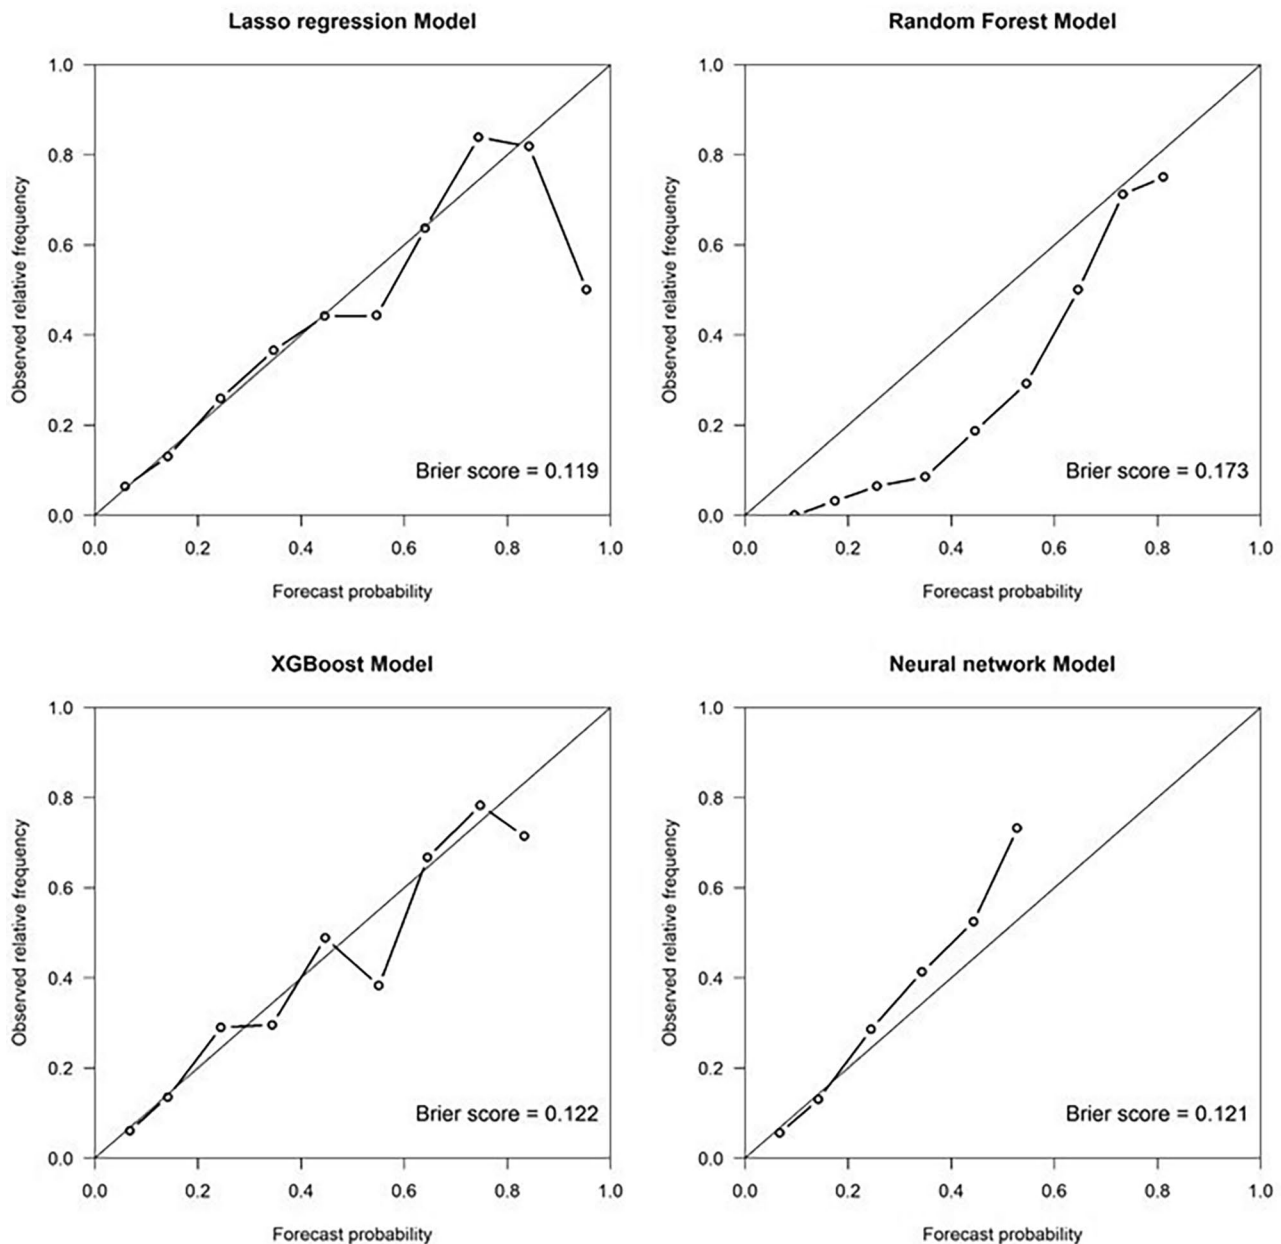 Lasso regression Model
1.0
0.8
0.6
0.4
0.2
0.0
Observed relative frequency
Brier score = 0.119
0.0 0.2 0.4 0.6 0.8 1.0
Forecast probability
Random Forest Model
1.0
0.8
0.6
0.4
0.2
0.0
Observed relative frequency
Brier score = 0.173
0.0 0.2 0.4 0.6 0.8 1.0
Forecast probability
XGBoost Model
1.0
0.8
0.6
0.4
0.2
0.0
Observed relative frequency
Brier score = 0.122
0.0 0.2 0.4 0.6 0.8 1.0
Forecast probability
Neural network Model
1.0
0.8
0.6
0.4
0.2
0.0
Observed relative frequency
Brier score = 0.121
0.0 0.2 0.4 0.6 0.8 1.0
Forecast probability